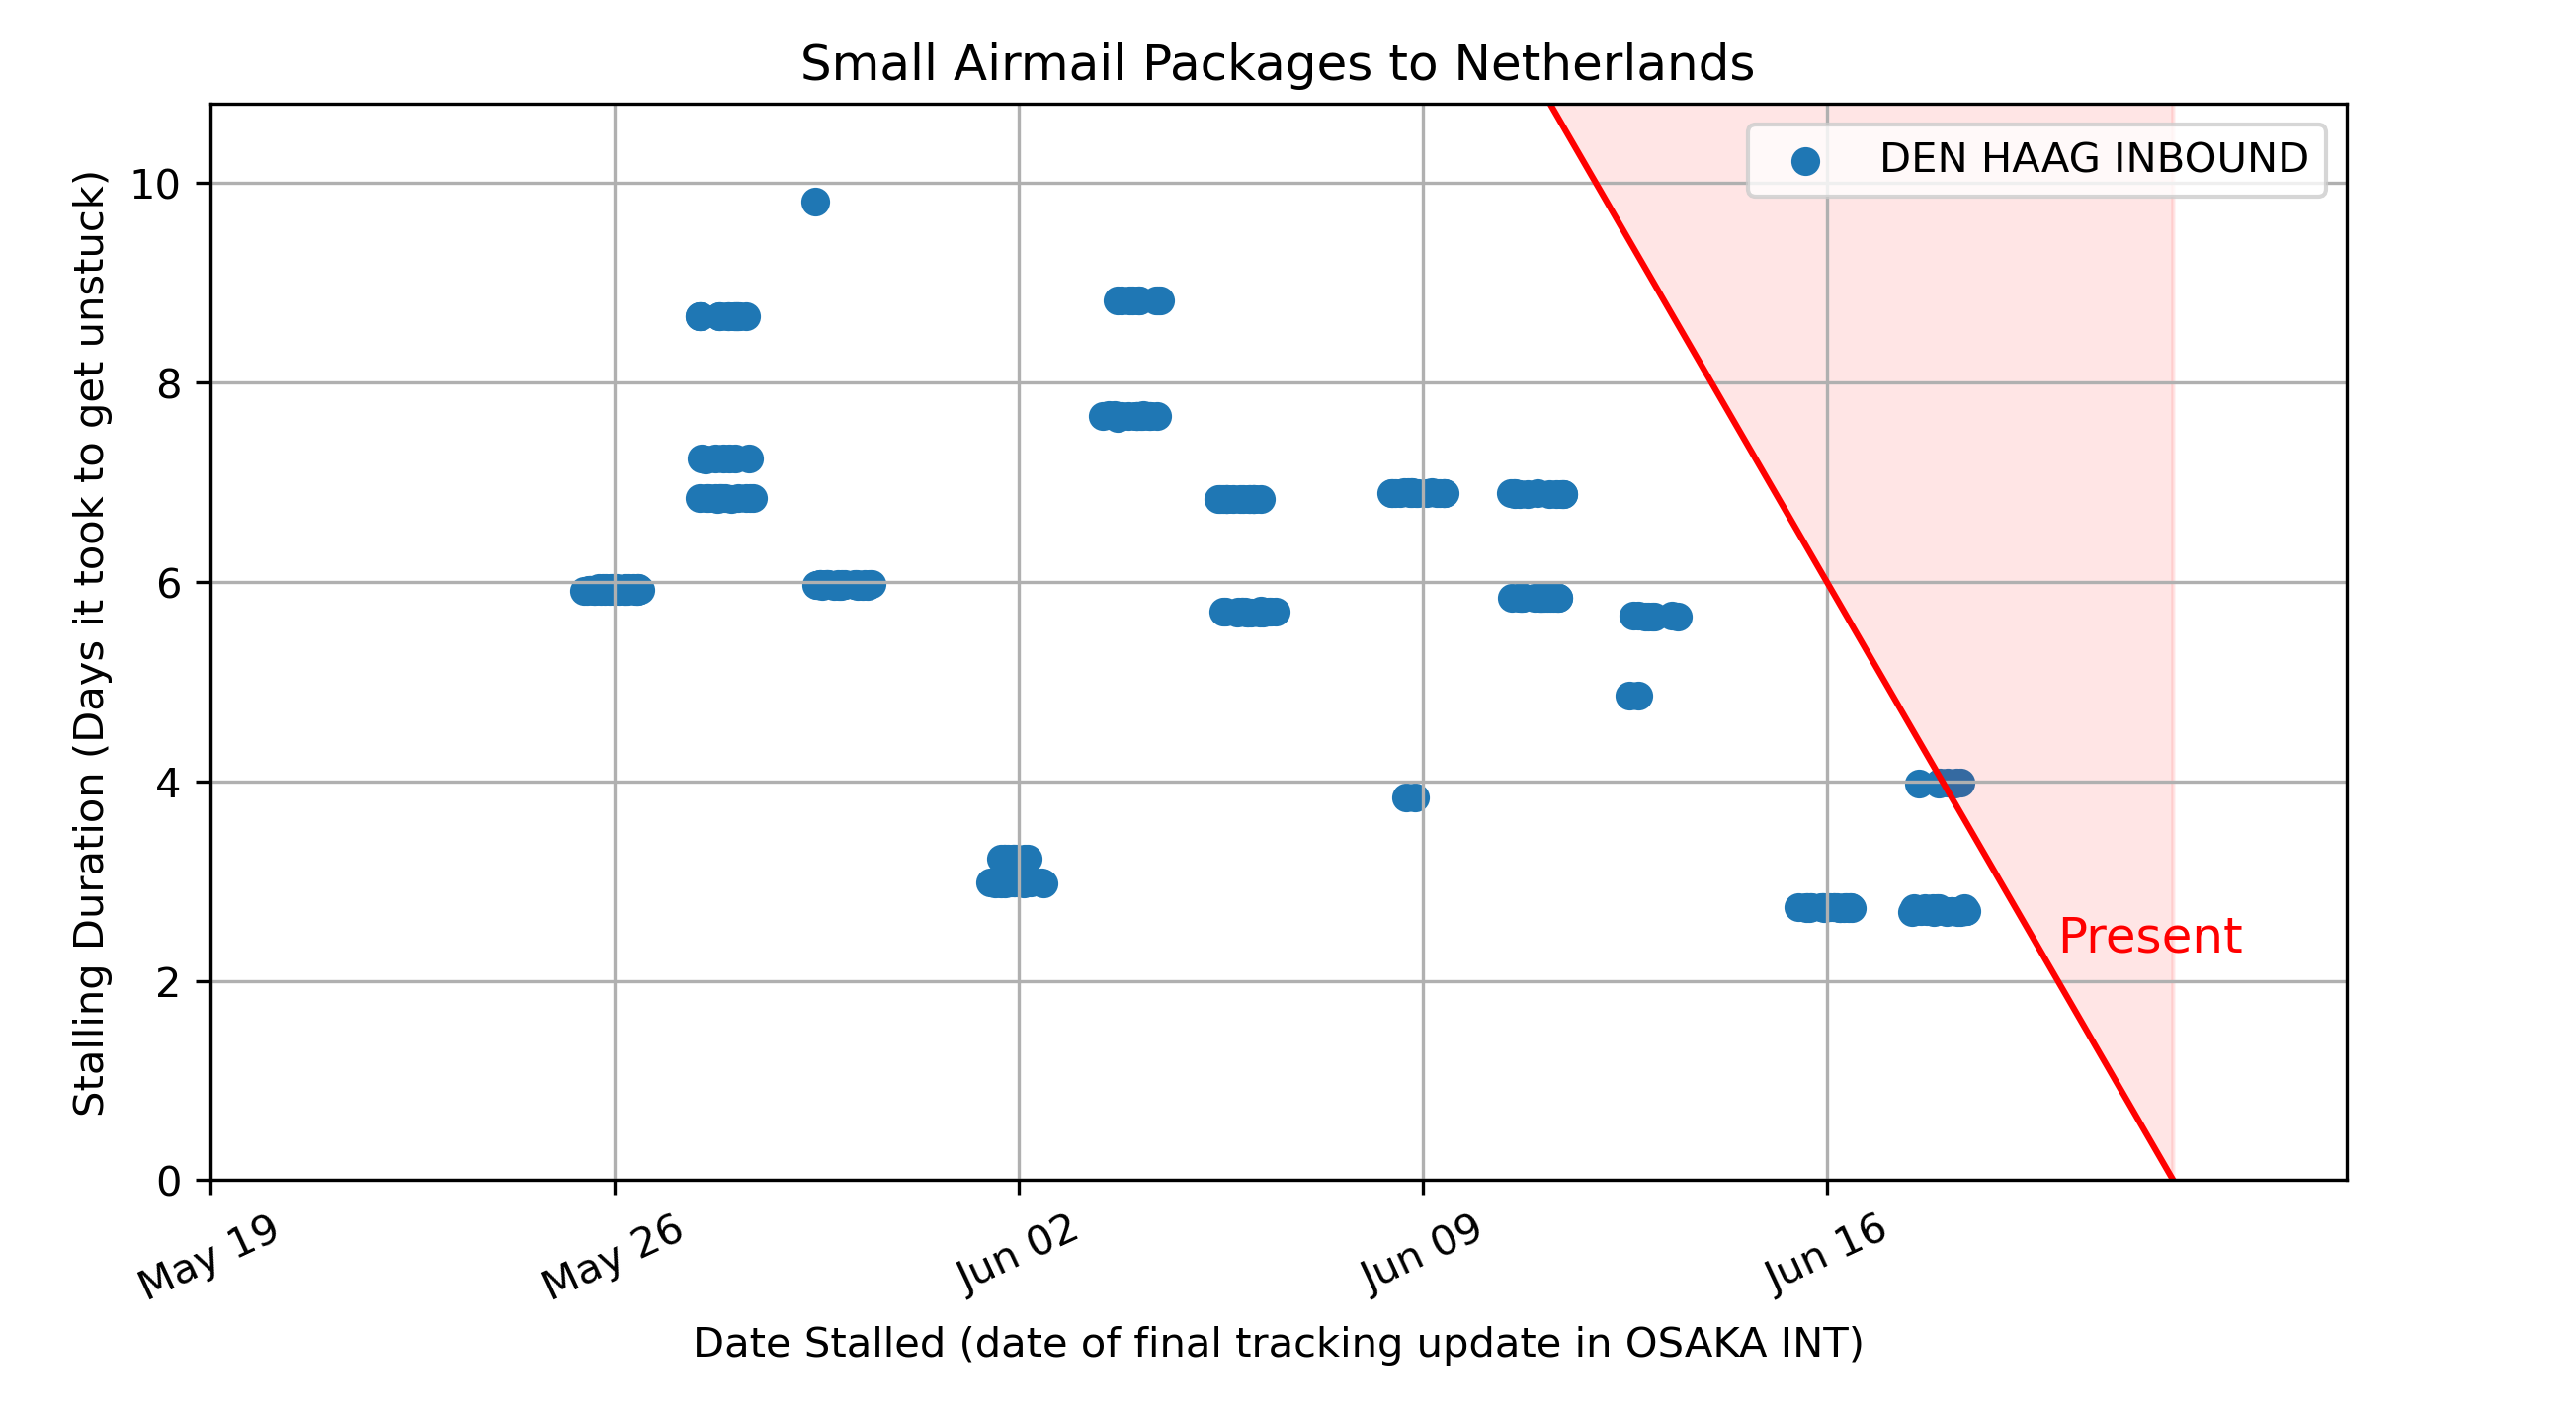 Small Airmail Packages to Netherlands
DEN HAAG INBOUND
Stalling Duration (Days it took to get unstuck)
10
8
6
4
2
0
Present
May 19
May 26
Jun 02
Jun 09
Jun 16
Date Stalled (date of final tracking update in OSAKA INT)